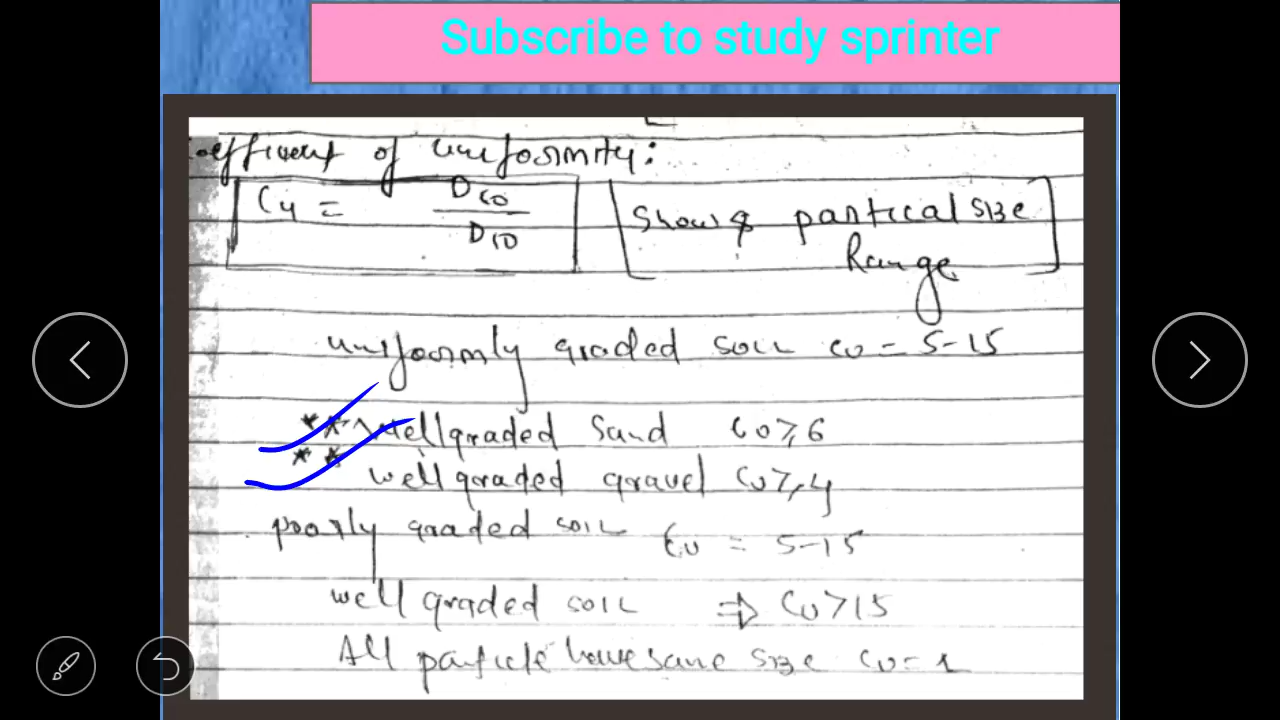 Subscribe to study sprinter
oefficient of uniformity:
Cu = D60
D10
Shows partical size
Range
uniformly graded soil Cu = 5-15
** well graded sand Cu ≥ 6
** well graded gravel Cu ≥ 4
poorly graded soil Cu = 5-15
well graded soil ⇒ Cu > 15
All particle have same size Cu = 1